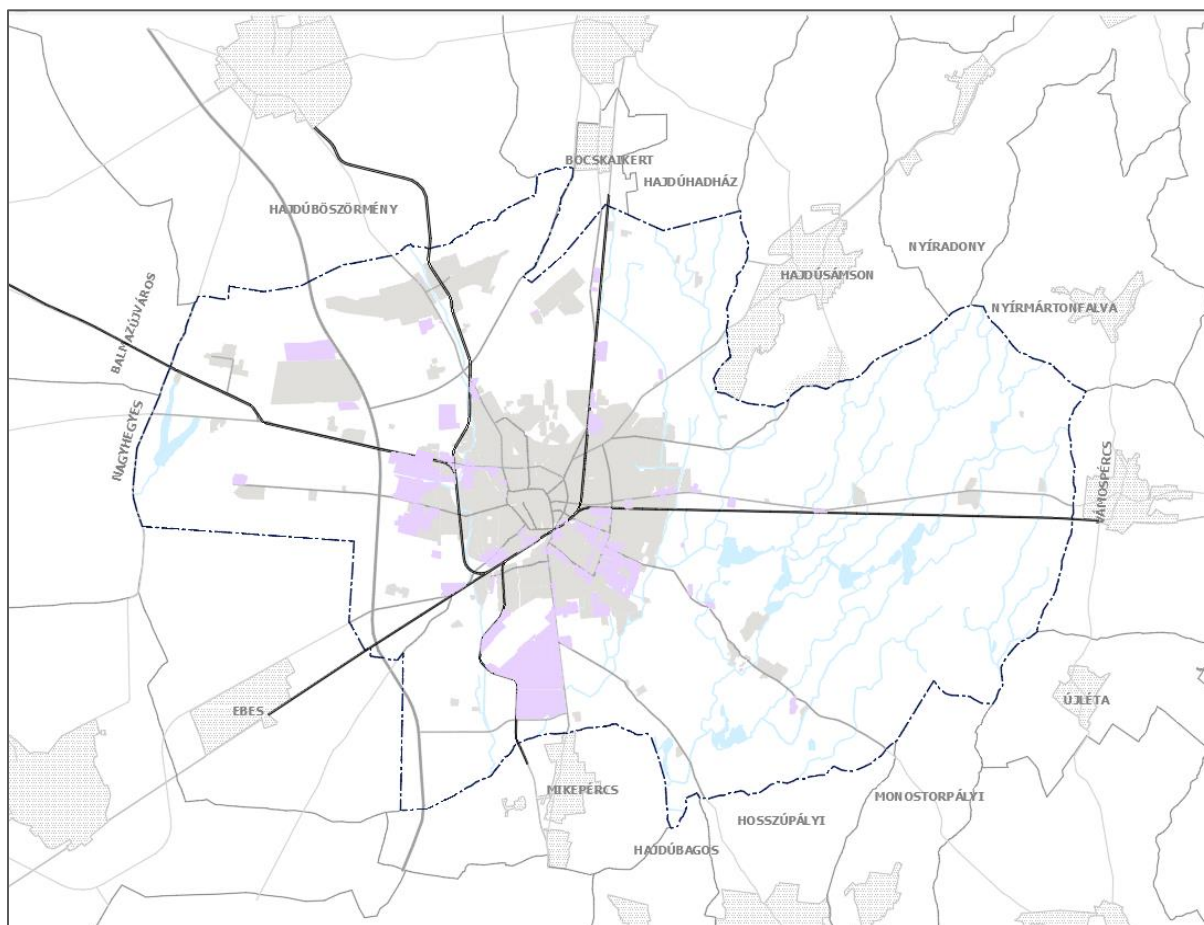 BOCSKAIKERT
HAJDÚHADHÁZ
HAJDÚBÖSZÖRMÉNY
NYÍRADONY
HAJDÚSÁMSON
NYÍRMÁRTONFALVA
BALMAZÚJVÁROS
NAGYHEGYES
VÁMOSPÉRCS
ÚJLÉTA
EBES
MIKEPÉRCS
MONOSTORPÁLYI
HOSSZÚPÁLYI
HAJDÚBAGOS